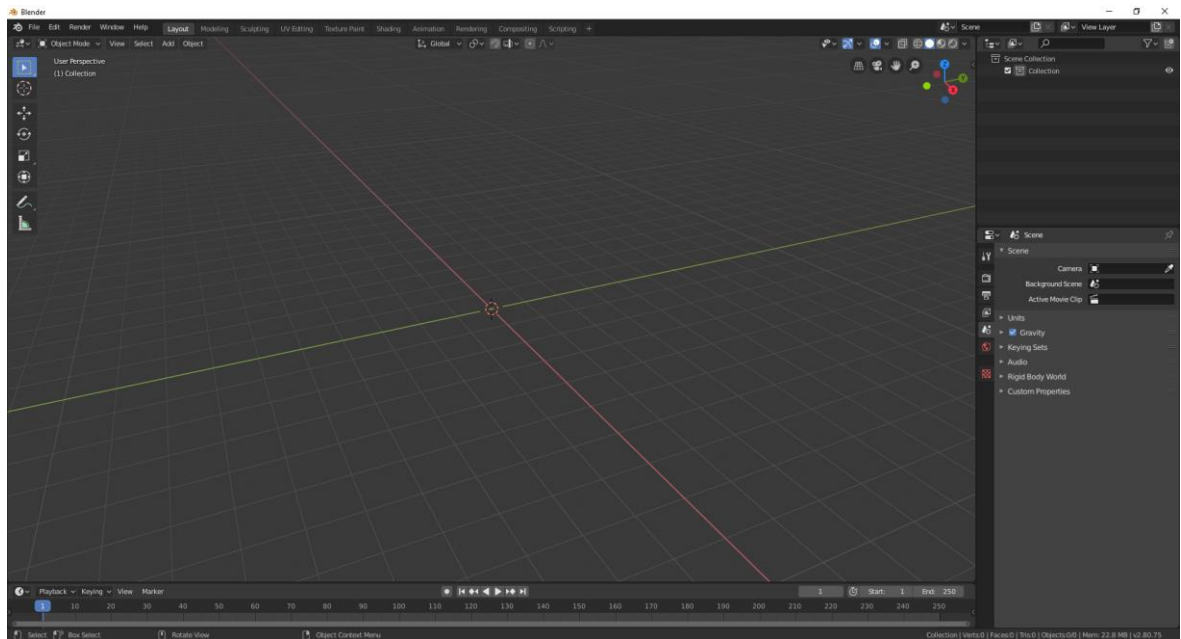 Blender
File Edit Render Window Help Layout Modeling Sculpting UV Editing Texture Paint Shading Animation Rendering Compositing Scripting + Scene View Layer
Object Mode View Select Add Object Global
User Perspective
(1) Collection
Z
Y
X
Scene Collection
Collection
Scene
Scene
Camera
Background Scene
Active Movie Clip
Units
Gravity
Keying Sets
Audio
Rigid Body World
Custom Properties
Playback Keying View Marker 1 Start: 1 End: 250
1 10 20 30 40 50 60 70 80 90 100 110 120 130 140 150 160 170 180 190 200 210 220 230 240 250
Select Box Select Rotate View Object Context Menu Collection | Verts:0 | Faces:0 | Tris:0 | Objects:0/0 | Mem: 22.8 MB | v2.80.75